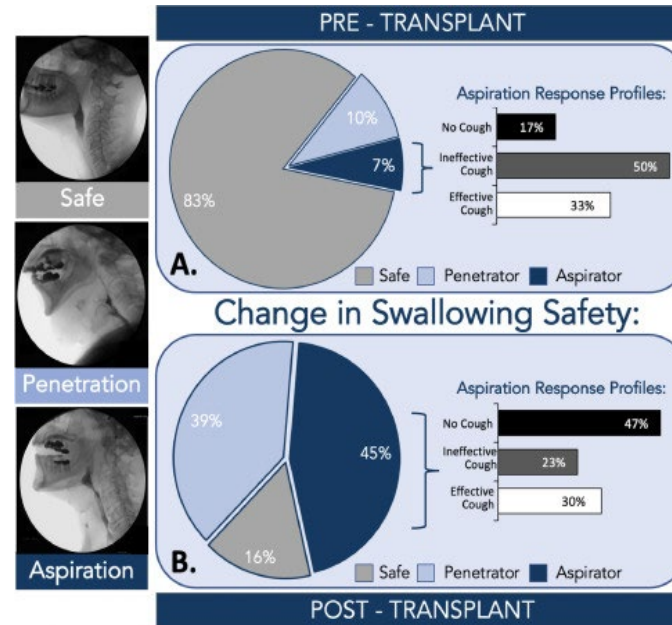 PRE - TRANSPLANT
Safe
Penetration
Aspiration
10%
7%
83%
A.
Aspiration Response Profiles:
No Cough
17%
Ineffective
Cough
50%
Effective
Cough
33%
Safe Penetrator Aspirator
Change in Swallowing Safety:
39%
45%
16%
B.
Aspiration Response Profiles:
No Cough
47%
Ineffective
Cough
23%
Effective
Cough
30%
Safe Penetrator Aspirator
POST - TRANSPLANT